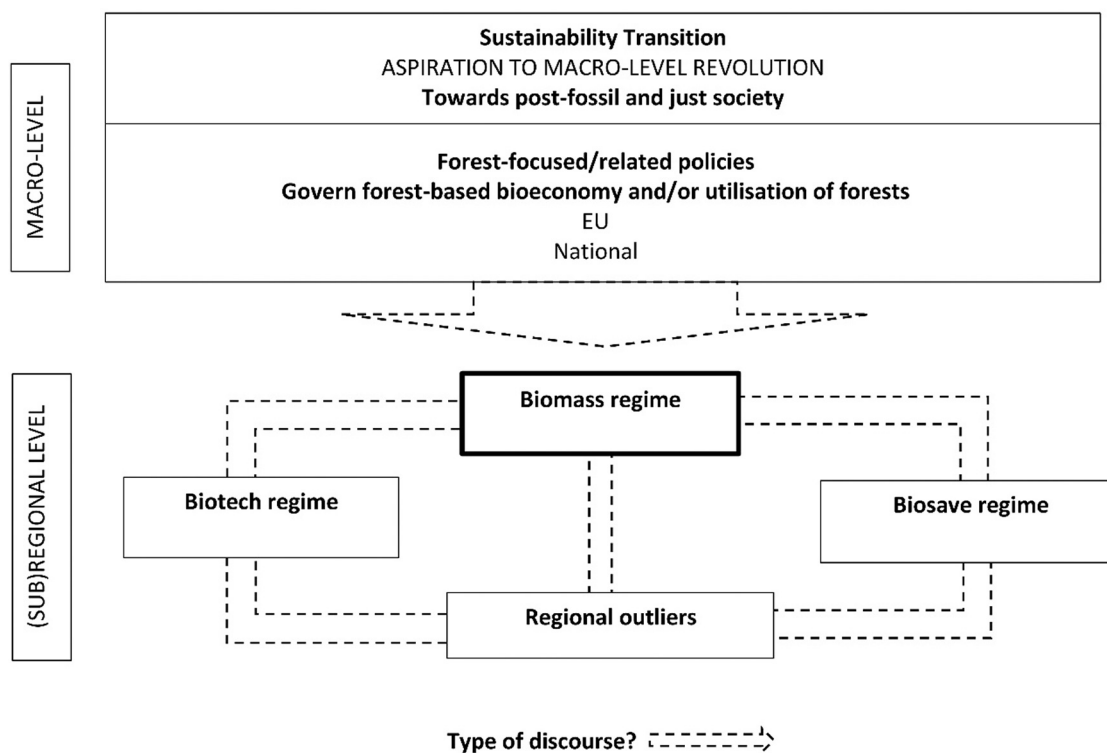 MACRO-LEVEL
Sustainability Transition
ASPIRATION TO MACRO-LEVEL REVOLUTION
Towards post-fossil and just society
Forest-focused/related policies
Govern forest-based bioeconomy and/or utilisation of forests
EU
National
(SUB)REGIONAL LEVEL
Biomass regime
Biotech regime
Biosave regime
Regional outliers
Type of discourse?